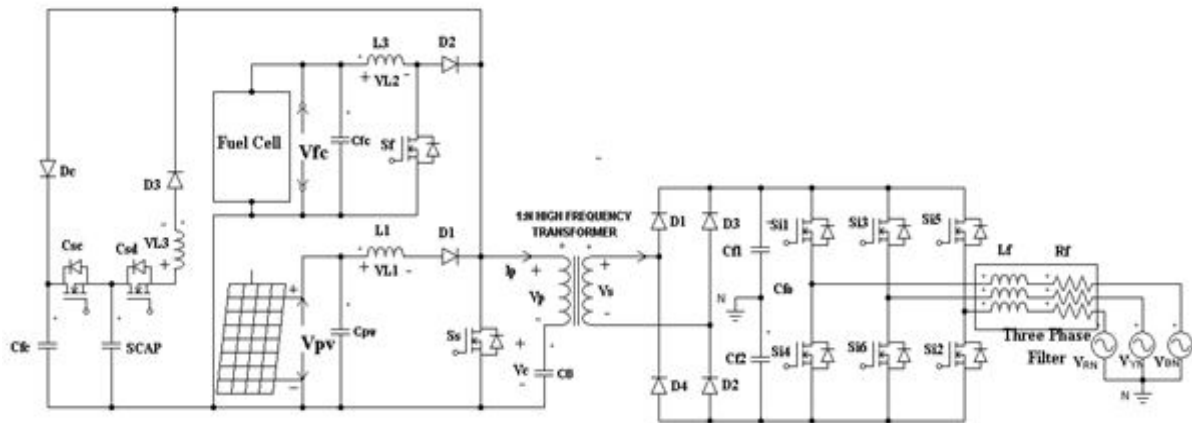 L3
D2
+ VL2 -
Fuel Cell
Vfc
Cfc
Sf
Dc
D3
Csc
Csd
VL3
+
-
L1
D1
+ VL1 -
1:N HIGH FREQUENCY
TRANSFORMER
Ip
+
Vp
-
+
Vs
-
D1
D3
Cf1
Si1
Si3
Si5
Lf
Rf
N
Cfc
SCAP
+
Vpv
-
Cpv
Ss
+
Vc
-
CB
D4
D2
Cf2
Si4
Si6
Si2
Three Phase
Filter
VRN
VYN
VBN
N